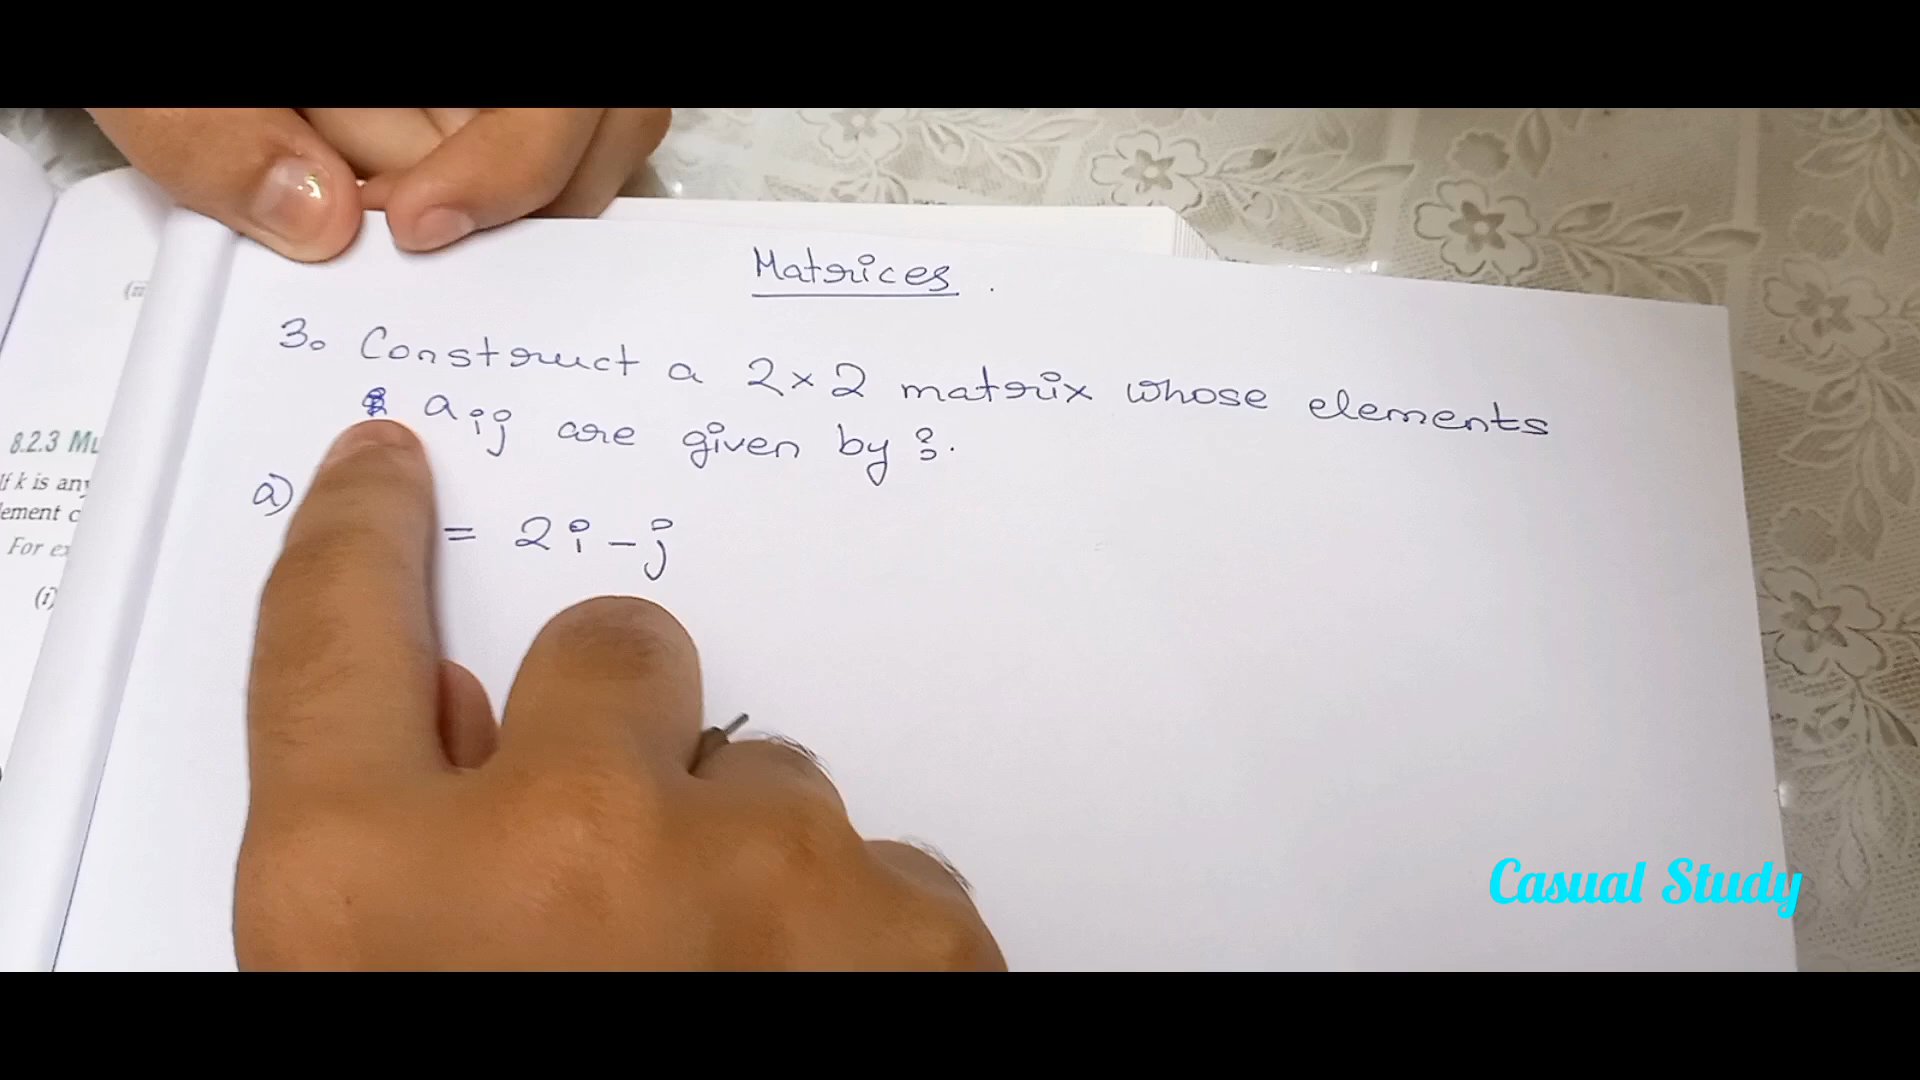 Matrices.
3. Construct a 2×2 matrix whose elements
aij are given by :.
a)
= 2i - j
(ii
8.2.3 Mu
If k is any
lement c
For ex
(i)
Casual Study